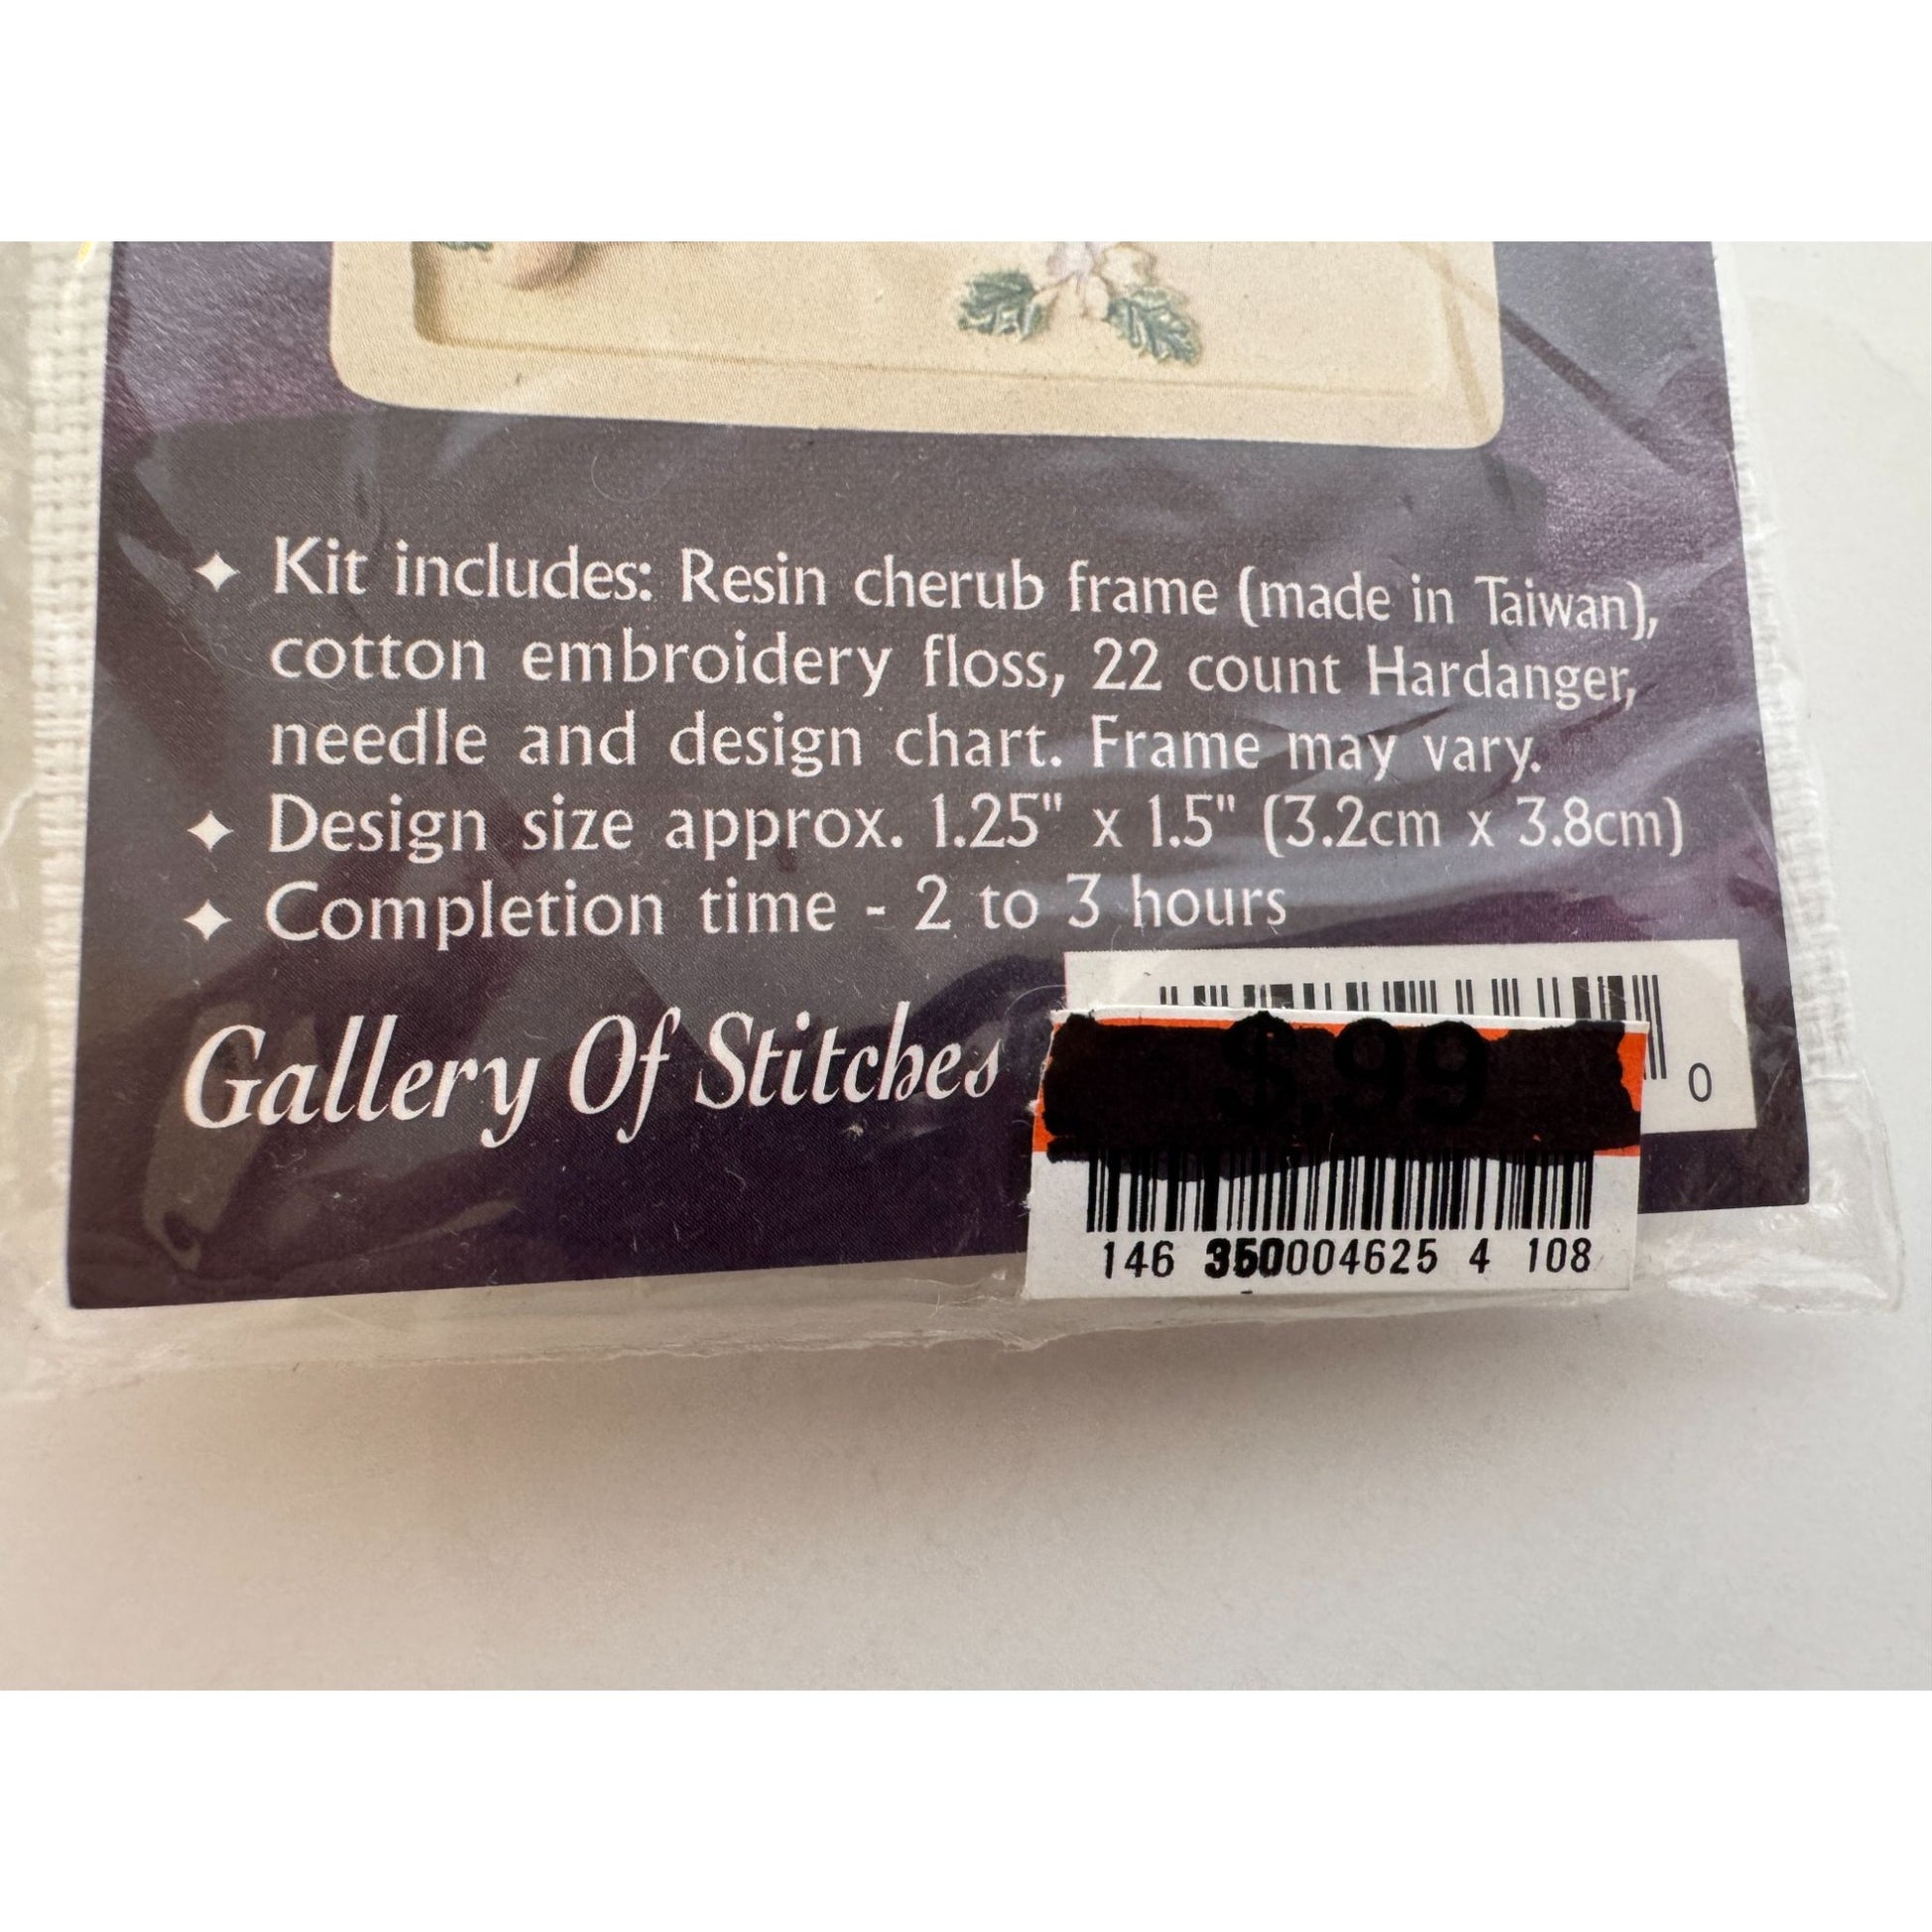 ✦ Kit includes: Resin cherub frame (made in Taiwan),
cotton embroidery floss, 22 count Hardanger,
needle and design chart. Frame may vary.
✦ Design size approx. 1.25" x 1.5" (3.2cm x 3.8cm)
✦ Completion time - 2 to 3 hours
Gallery Of Stitches
$.99
0
146 350004625 4 108